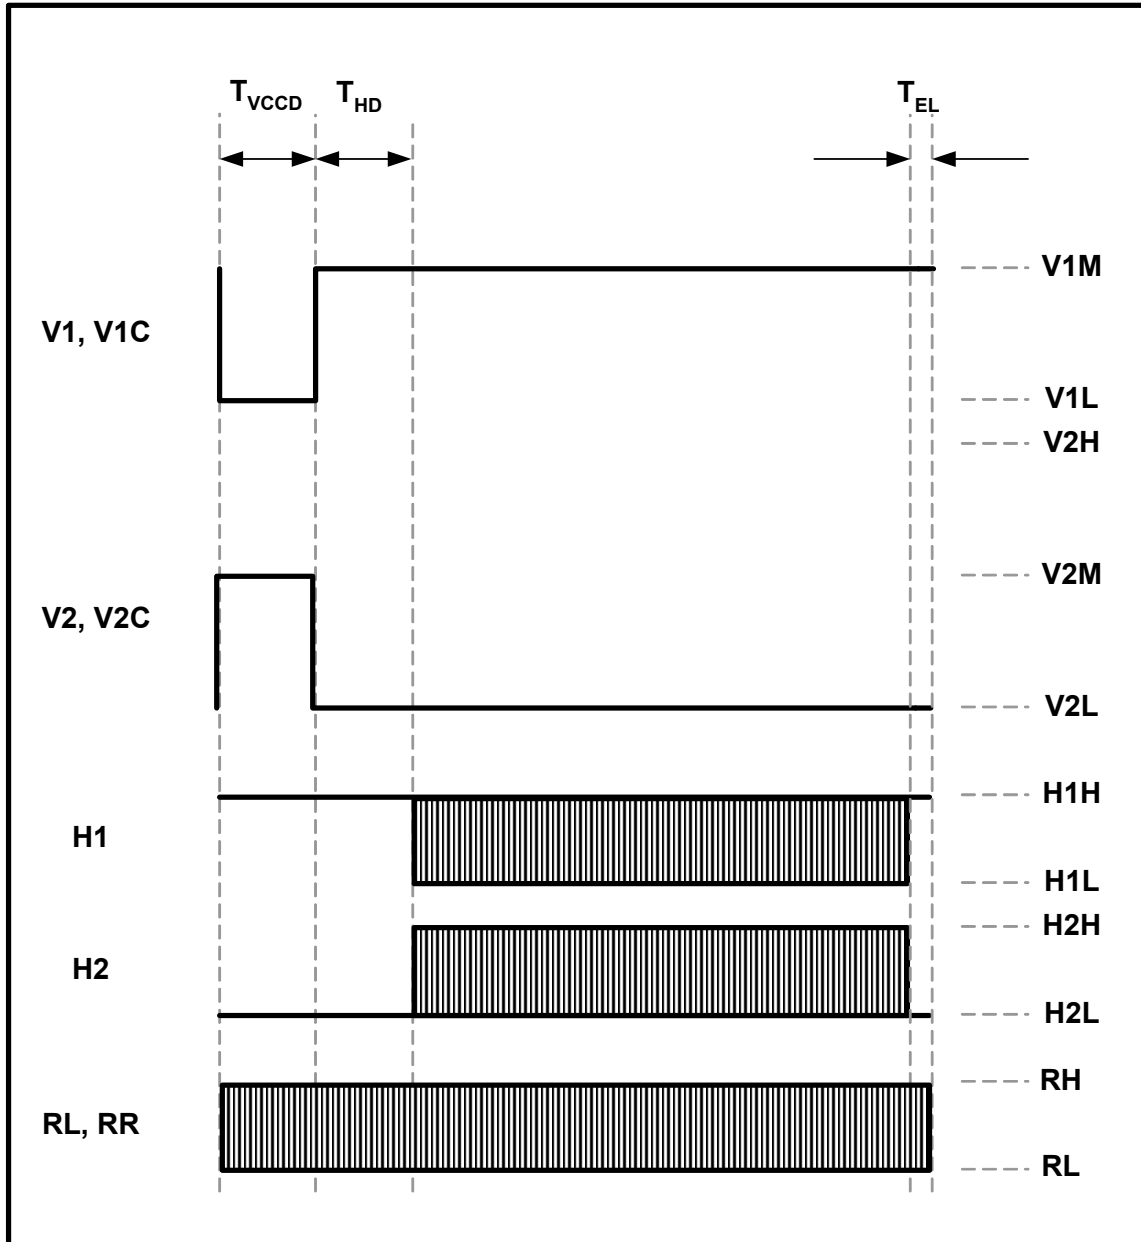 TVCCD THD TEL
V1M
V1, V1C
V1L
V2H
V2M
V2, V2C
V2L
H1H
H1
H1L
H2H
H2
H2L
RH
RL, RR
RL